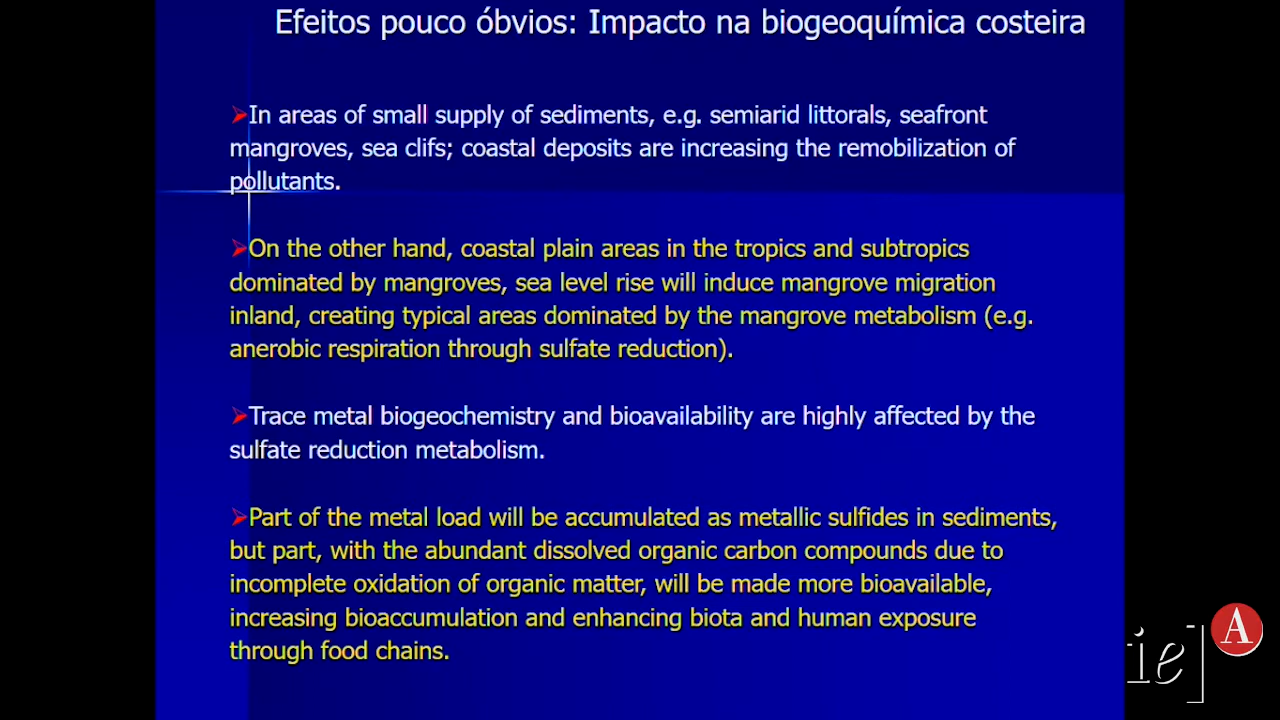 Efeitos pouco óbvios: Impacto na biogeoquímica costeira
➢In areas of small supply of sediments, e.g. semiarid littorals, seafront
mangroves, sea clifs; coastal deposits are increasing the remobilization of
pollutants.
➢On the other hand, coastal plain areas in the tropics and subtropics
dominated by mangroves, sea level rise will induce mangrove migration
inland, creating typical areas dominated by the mangrove metabolism (e.g.
anerobic respiration through sulfate reduction).
➢Trace metal biogeochemistry and bioavailability are highly affected by the
sulfate reduction metabolism.
➢Part of the metal load will be accumulated as metallic sulfides in sediments,
but part, with the abundant dissolved organic carbon compounds due to
incomplete oxidation of organic matter, will be made more bioavailable,
increasing bioaccumulation and enhancing biota and human exposure
through food chains.
ie]
A